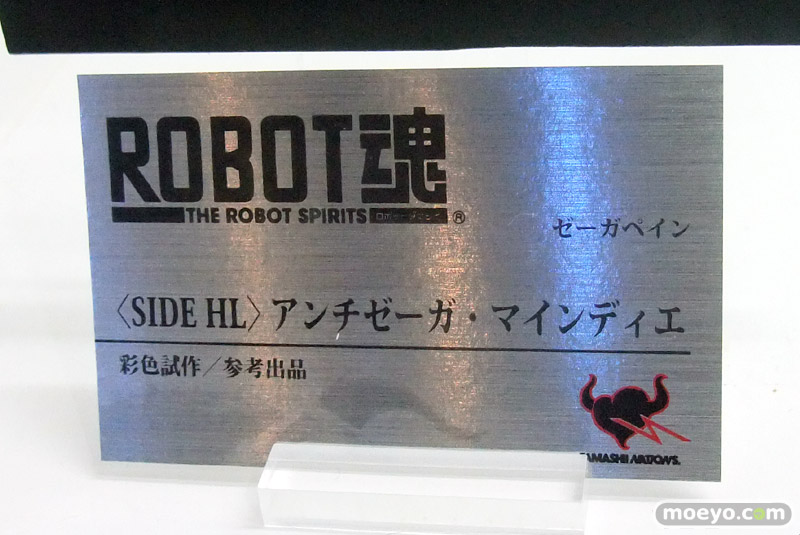 ROBOT魂
THE ROBOT SPIRITS ®
ゼーガペイン
〈SIDE HL〉アンチゼーガ・マインディエ
彩色試作／参考出品
TAMASHII NATIONS
moeyo.com